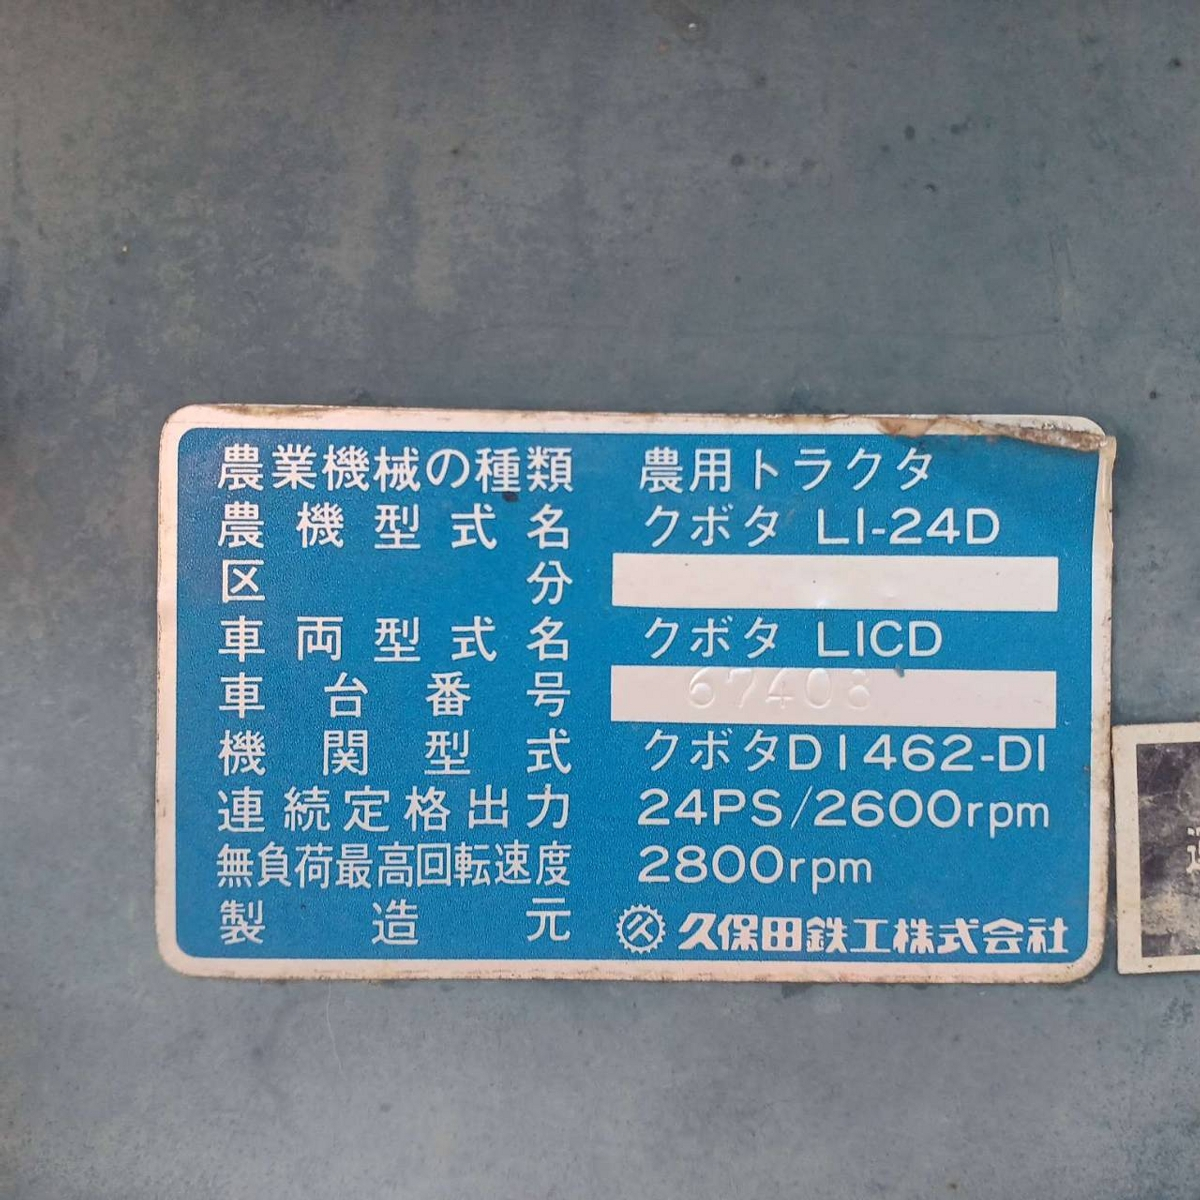 農業機械の種類 農用トラクタ
農機型式名 クボタ L1-24D
区分
車両型式名 クボタ L1CD
車台番号 67408
機関型式 クボタD1462-D1
連続定格出力 24PS/2600rpm
無負荷最高回転速度 2800rpm
製造元 久保田鉄工株式会社